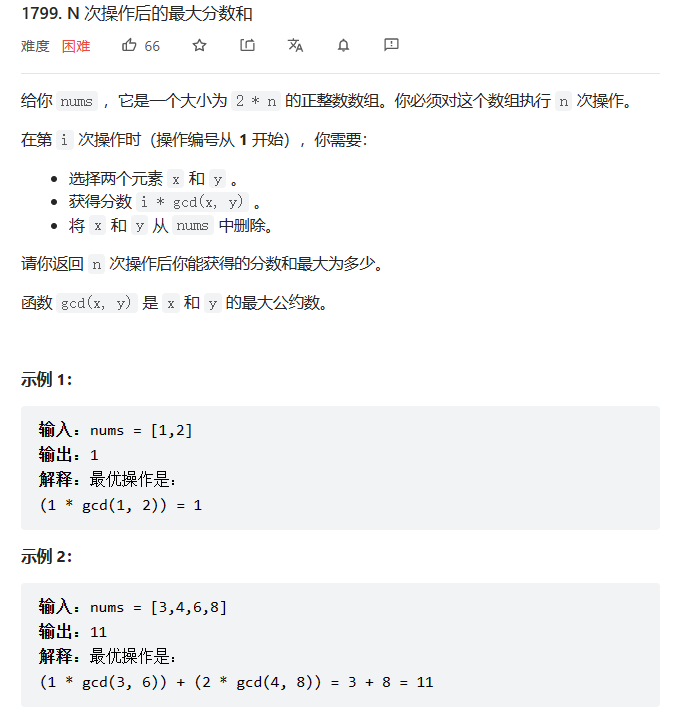 1799. N 次操作后的最大分数和
难度 困难 66
给你 nums ，它是一个大小为 2 * n 的正整数数组。你必须对这个数组执行 n 次操作。
在第 i 次操作时（操作编号从 1 开始），你需要：
• 选择两个元素 x 和 y 。
• 获得分数 i * gcd(x, y) 。
• 将 x 和 y 从 nums 中删除。
请你返回 n 次操作后你能获得的分数和最大为多少。
函数 gcd(x, y) 是 x 和 y 的最大公约数。
示例 1：
输入：nums = [1,2]
输出：1
解释：最优操作是：
(1 * gcd(1, 2)) = 1
示例 2：
输入：nums = [3,4,6,8]
输出：11
解释：最优操作是：
(1 * gcd(3, 6)) + (2 * gcd(4, 8)) = 3 + 8 = 11